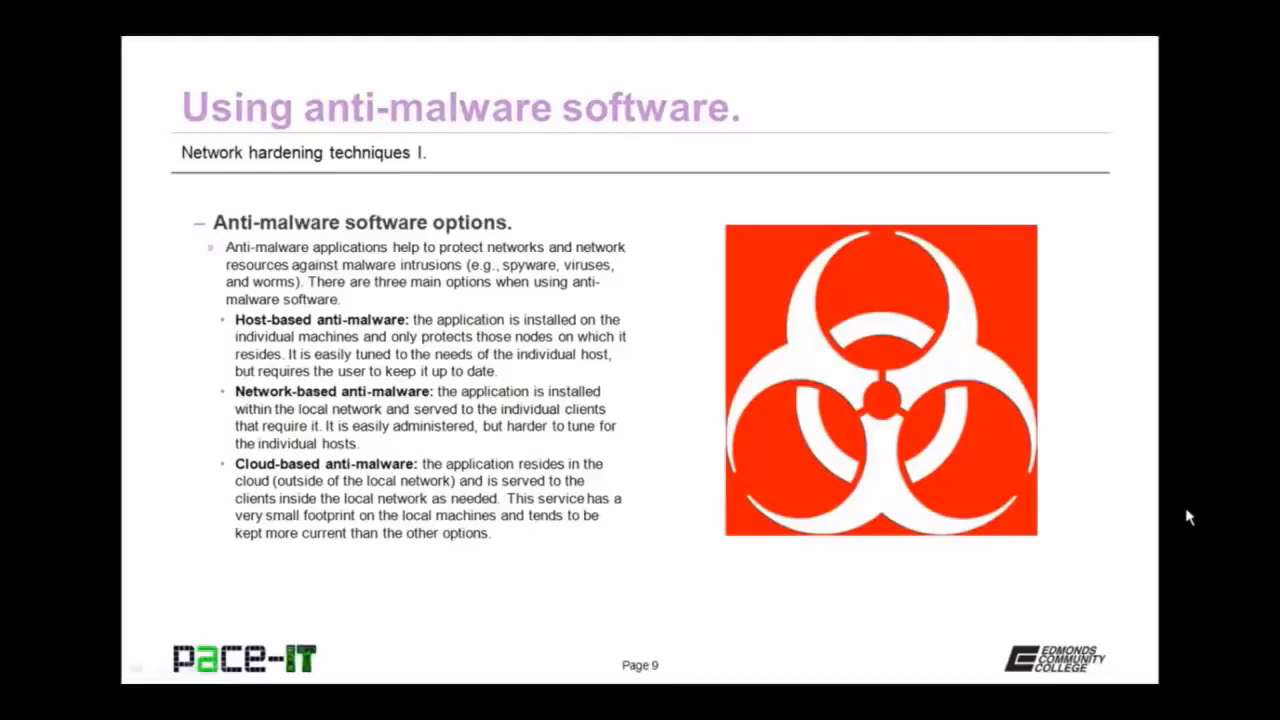 Using anti-malware software.
Network hardening techniques I.
– Anti-malware software options.
» Anti-malware applications help to protect networks and network
resources against malware intrusions (e.g., spyware, viruses,
and worms). There are three main options when using anti-
malware software.
• Host-based anti-malware: the application is installed on the
individual machines and only protects those nodes on which it
resides. It is easily tuned to the needs of the individual host,
but requires the user to keep it up to date.
• Network-based anti-malware: the application is installed
within the local network and served to the individual clients
that require it. It is easily administered, but harder to tune for
the individual hosts.
• Cloud-based anti-malware: the application resides in the
cloud (outside of the local network) and is served to the
clients inside the local network as needed. This service has a
very small footprint on the local machines and tends to be
kept more current than the other options.
pace-IT
Page 9
EDMONDS
COMMUNITY
COLLEGE